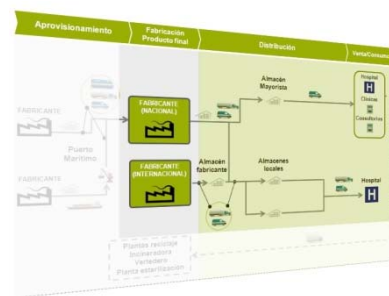 Aprovisionamiento
Fabricación
Producto final
Distribución
Venta/Consumo
FABRICANTE
Puerto
Marítimo
FABRICANTE
FABRICANTE
(NACIONAL)
FABRICANTE
(INTERNACIONAL)
Almacén
Mayorista
Almacén
fabricante
Almacenes
locales
Hospital
H
Clínicas
Consultorios
Hospital
H
Plantas reciclaje
Incineradora
Vertedero
Planta esterilización